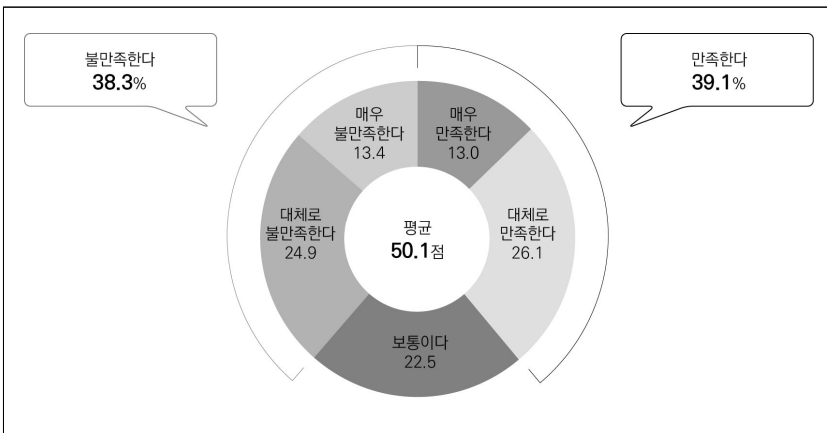 불만족한다
38.3%
만족한다
39.1%
매우
불만족한다
13.4
매우
만족한다
13.0
대체로
불만족한다
24.9
평균
50.1점
대체로
만족한다
26.1
보통이다
22.5